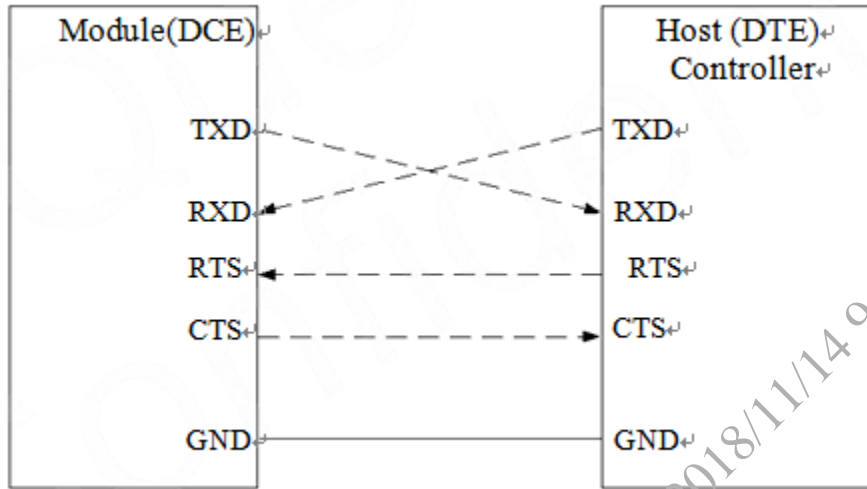 Module(DCE)
Host (DTE)
Controller
TXD
TXD
RXD
RXD
RTS
RTS
CTS
CTS
GND
GND
2018/11/14